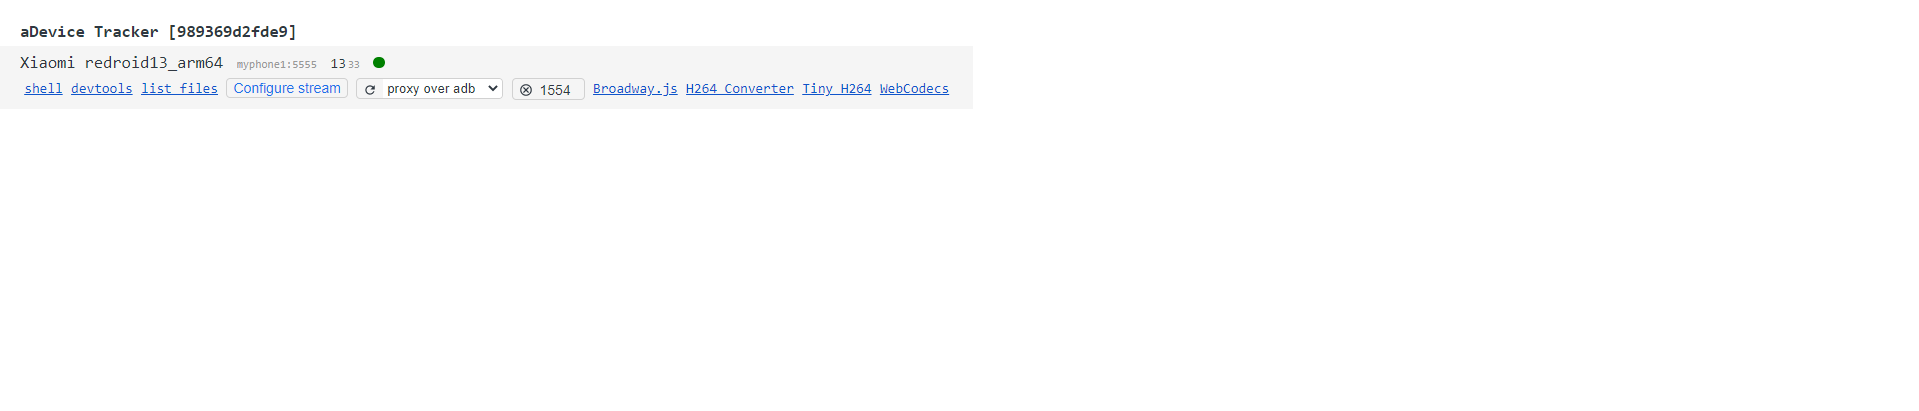 aDevice Tracker [989369d2fde9]
Xiaomi redroid13_arm64 myphone1:5555 13 33
shell devtools list files Configure stream proxy over adb 1554 Broadway.js H264 Converter Tiny H264 WebCodecs